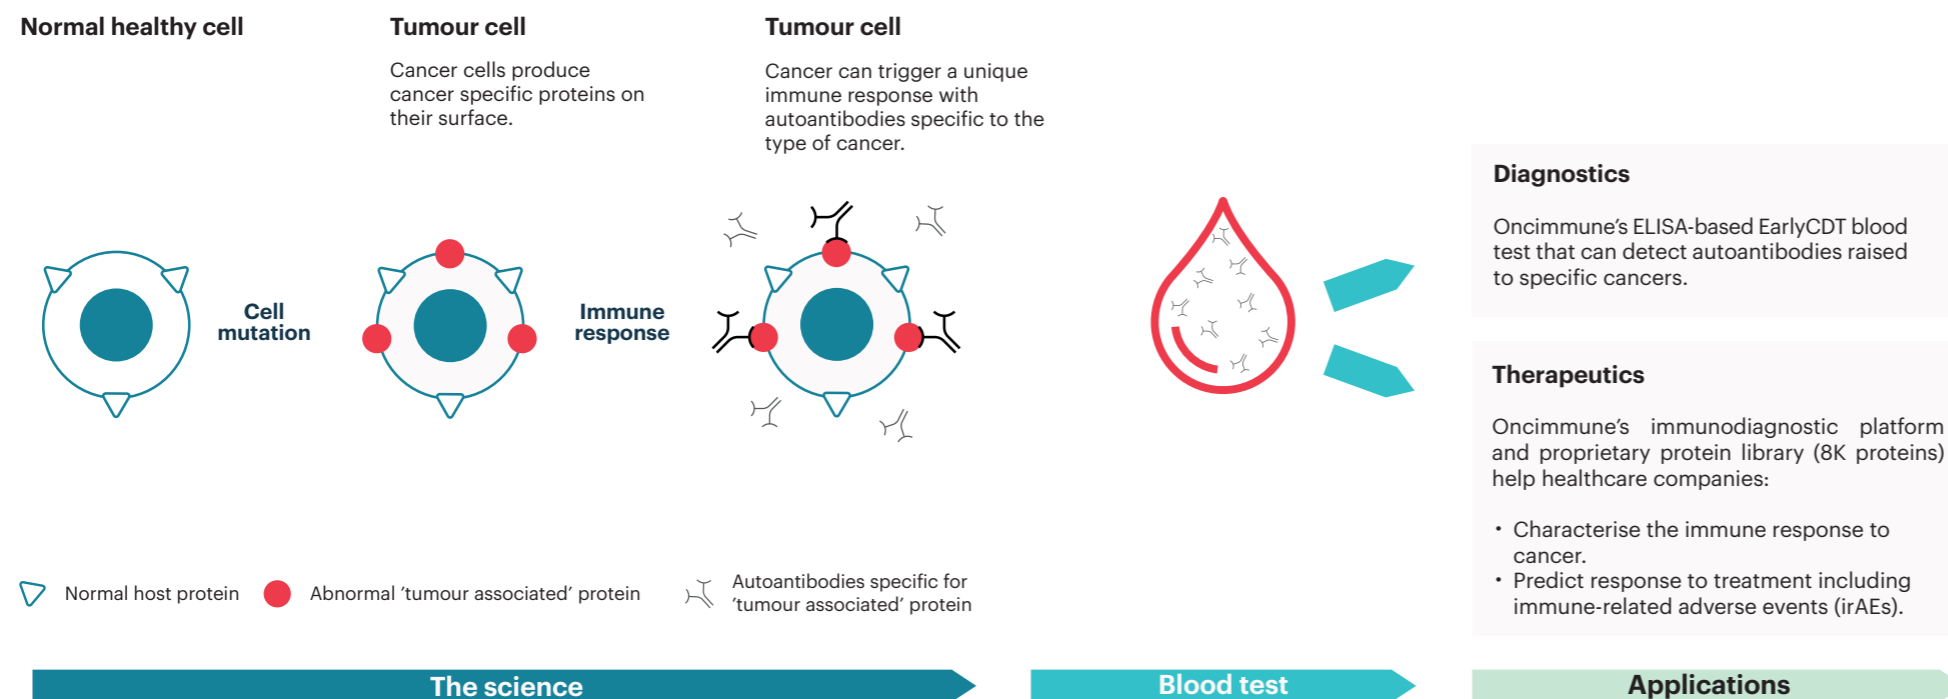 Normal healthy cell
Tumour cell
Cancer cells produce
cancer specific proteins on
their surface.
Tumour cell
Cancer can trigger a unique
immune response with
autoantibodies specific to the
type of cancer.
Cell
mutation
Immune
response
Diagnostics
Oncimmune’s ELISA-based EarlyCDT blood
test that can detect autoantibodies raised
to specific cancers.
Therapeutics
Oncimmune’s immunodiagnostic platform
and proprietary protein library (8K proteins)
help healthcare companies:
• Characterise the immune response to
cancer.
• Predict response to treatment including
immune-related adverse events (irAEs).
Normal host protein
Abnormal ’tumour associated’ protein
Autoantibodies specific for
’tumour associated’ protein
The science
Blood test
Applications